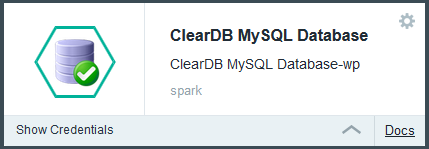 ClearDB MySQL Database
ClearDB MySQL Database-wp
spark
Show Credentials
Docs